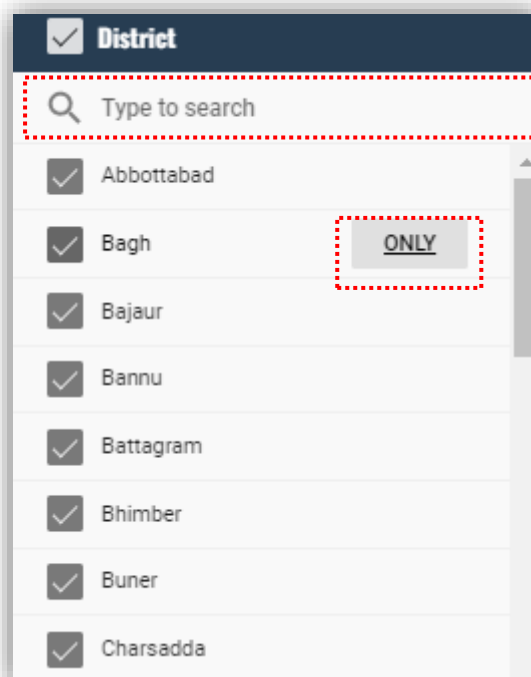 District
Type to search
Abbottabad
Bagh ONLY
Bajaur
Bannu
Battagram
Bhimber
Buner
Charsadda